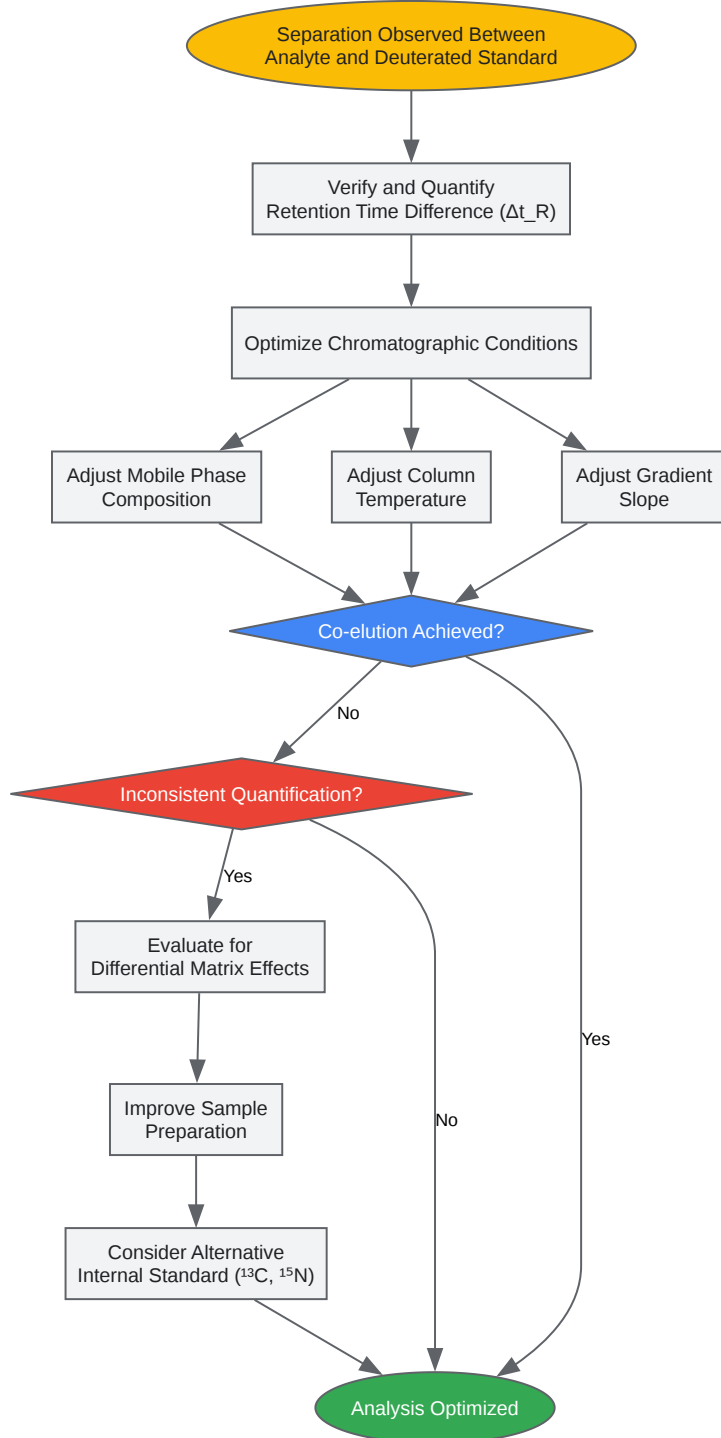 Separation Observed Between
Analyte and Deuterated Standard
Verify and Quantify
Retention Time Difference (Δt_R)
Optimize Chromatographic Conditions
Adjust Mobile Phase
Composition
Adjust Column
Temperature
Adjust Gradient
Slope
Co-elution Achieved?
No
Inconsistent Quantification?
Yes
Evaluate for
Differential Matrix Effects
Yes
Improve Sample
Preparation
No
Consider Alternative
Internal Standard (¹³C, ¹⁵N)
Analysis Optimized